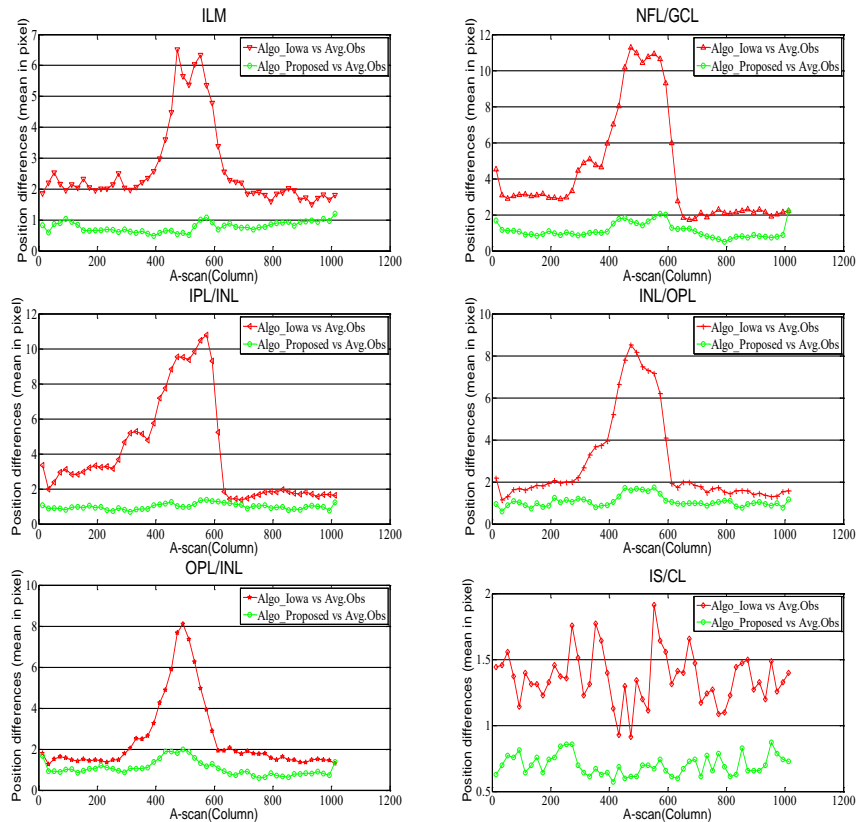 ILM
Position differences (mean in pixel)
7
6
5
4
3
2
1
0
0 200 400 600 800 1000 1200
A-scan(Column)
Algo_Iowa vs Avg.Obs
Algo_Proposed vs Avg.Obs
NFL/GCL
Position differences (mean in pixel)
12
10
8
6
4
2
0
0 200 400 600 800 1000 1200
A-scan(Column)
Algo_Iowa vs Avg.Obs
Algo_Proposed vs Avg.Obs
IPL/INL
Position differences (mean in pixel)
12
10
8
6
4
2
0
0 200 400 600 800 1000 1200
A-scan(Column)
Algo_Iowa vs Avg.Obs
Algo_Proposed vs Avg.Obs
INL/OPL
Position differences (mean in pixel)
10
8
6
4
2
0
0 200 400 600 800 1000 1200
A-scan(Column)
Algo_Iowa vs Avg.Obs
Algo_Proposed vs Avg.Obs
OPL/INL
Position differences (mean in pixel)
10
8
6
4
2
0
0 200 400 600 800 1000 1200
A-scan(Column)
Algo_Iowa vs Avg.Obs
Algo_Proposed vs Avg.Obs
IS/CL
Position differences (mean in pixel)
2
1.5
1
0.5
0 200 400 600 800 1000 1200
A-scan(Column)
Algo_Iowa vs Avg.Obs
Algo_Proposed vs Avg.Obs